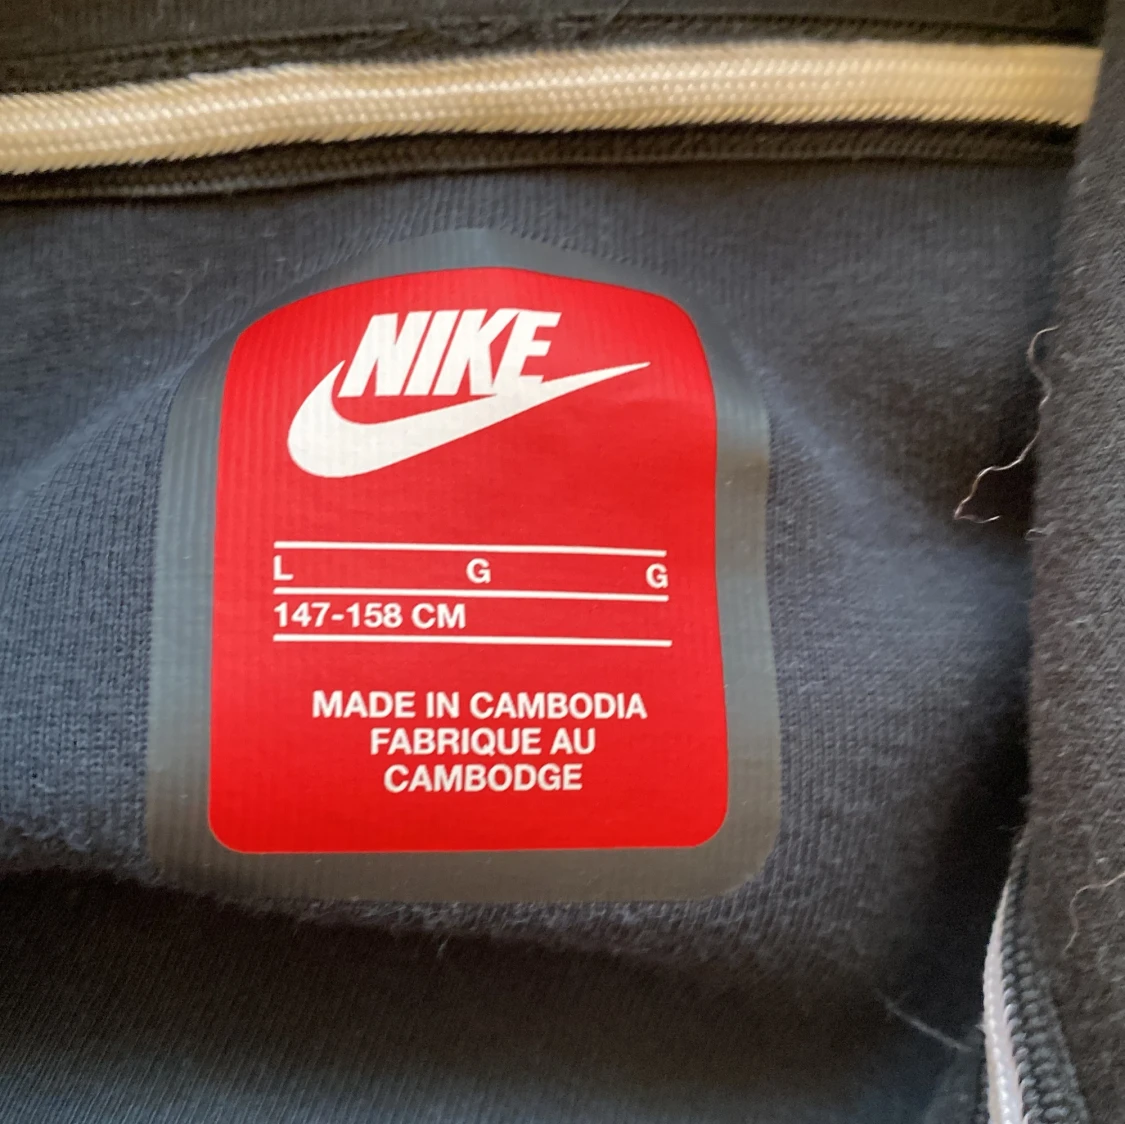 NIKE
L G G
147-158 CM
MADE IN CAMBODIA
FABRIQUE AU
CAMBODGE